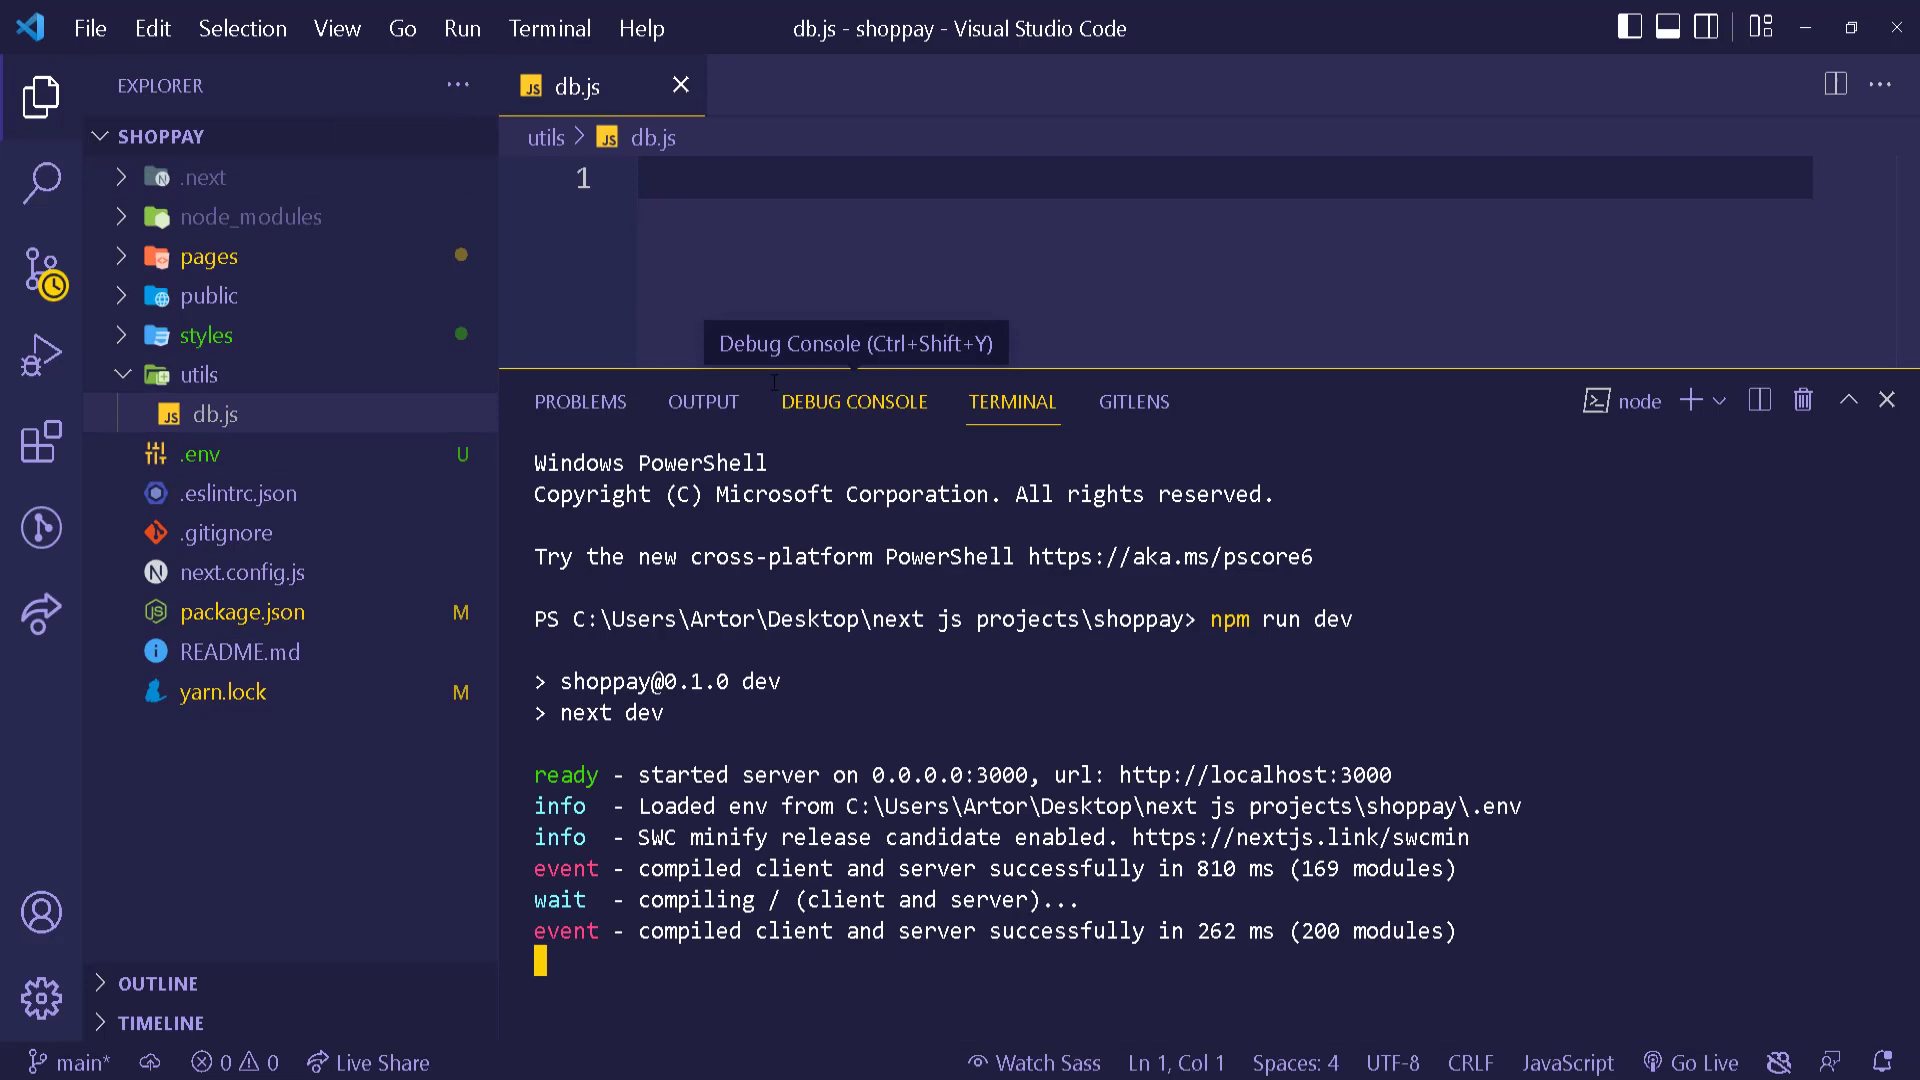 File Edit Selection View Go Run Terminal Help
db.js - shoppay - Visual Studio Code
EXPLORER
SHOPPAY
.next
node_modules
pages
public
styles
utils
db.js
.env U
.eslintrc.json
.gitignore
next.config.js
package.json M
README.md
yarn.lock M
OUTLINE
TIMELINE
JS db.js
utils > JS db.js
1
Debug Console (Ctrl+Shift+Y)
PROBLEMS OUTPUT DEBUG CONSOLE TERMINAL GITLENS
node
Windows PowerShell
Copyright (C) Microsoft Corporation. All rights reserved.
Try the new cross-platform PowerShell https://aka.ms/pscore6
PS C:\Users\Artor\Desktop\next js projects\shoppay> npm run dev
> shoppay@0.1.0 dev
> next dev
ready - started server on 0.0.0.0:3000, url: http://localhost:3000
info - Loaded env from C:\Users\Artor\Desktop\next js projects\shoppay\.env
info - SWC minify release candidate enabled. https://nextjs.link/swcmin
event - compiled client and server successfully in 810 ms (169 modules)
wait - compiling / (client and server)...
event - compiled client and server successfully in 262 ms (200 modules)
main* 0 0 Live Share
Watch Sass Ln 1, Col 1 Spaces: 4 UTF-8 CRLF JavaScript Go Live